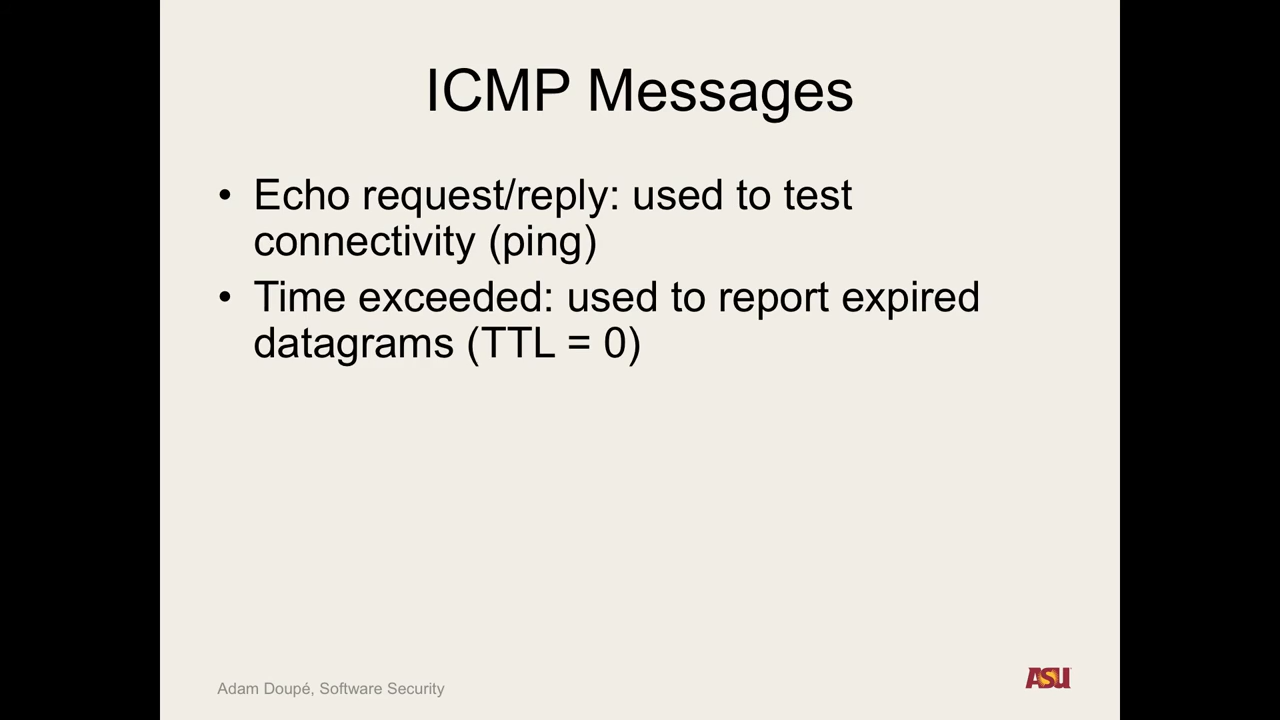 ICMP Messages
• Echo request/reply: used to test
connectivity (ping)
• Time exceeded: used to report expired
datagrams (TTL = 0)
Adam Doupé, Software Security
ASU